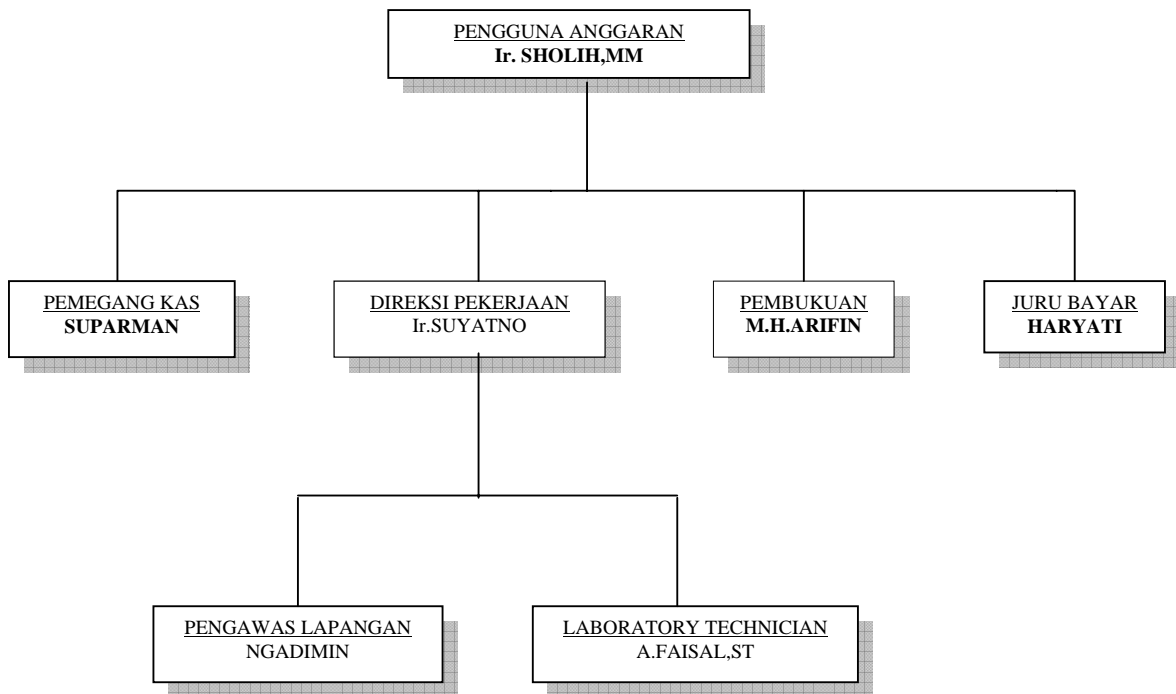 PENGGUNA ANGGARAN
Ir. SHOLIH,MM
PEMEGANG KAS
SUPARMAN
DIREKSI PEKERJAAN
Ir.SUYATNO
PEMBUKUAN
M.H.ARIFIN
JURU BAYAR
HARYATI
PENGAWAS LAPANGAN
NGADIMIN
LABORATORY TECHNICIAN
A.FAISAL,ST